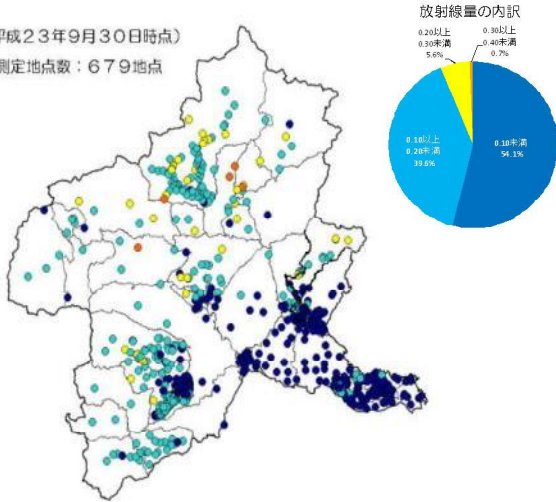 平成23年9月30日時点)
測定地点数:679地点
放射線量の内訳
0.20以上
0.30未満
5.6%
0.30以上
0.40未満
0.7%
0.10以上
0.20未満
39.6%
0.10未満
54.1%